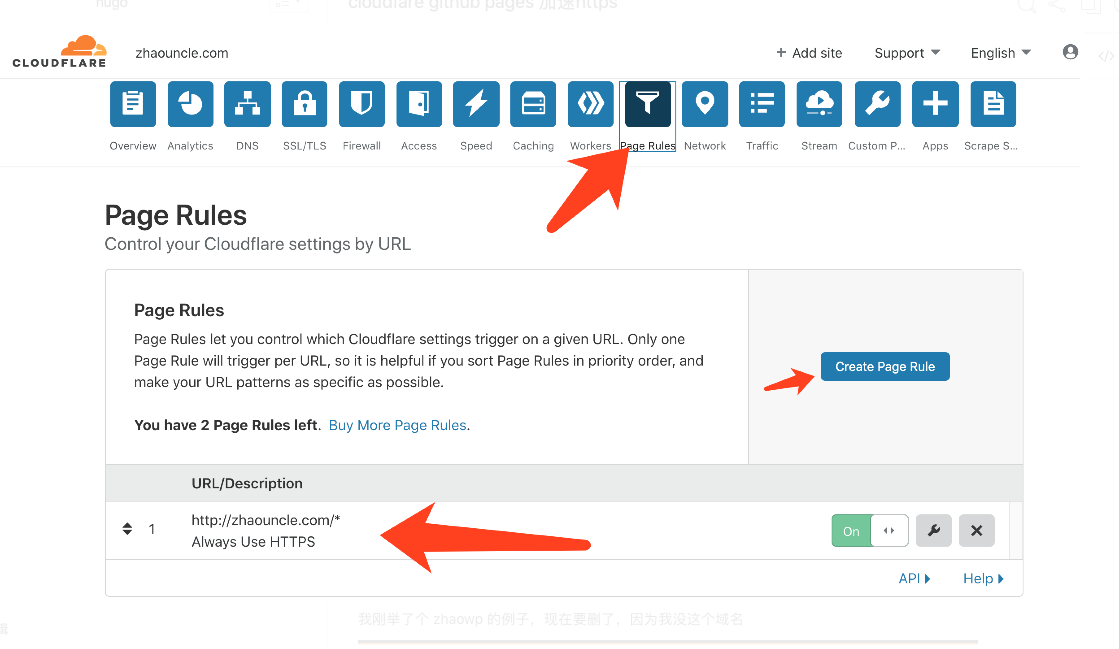 hugo
cloudflare github pages 加速https
CLOUDFLARE
zhaouncle.com
+ Add site
Support
English
Overview
Analytics
DNS
SSL/TLS
Firewall
Access
Speed
Caching
Workers
Page Rules
Network
Traffic
Stream
Custom P...
Apps
Scrape S...
Page Rules
Control your Cloudflare settings by URL
Page Rules
Page Rules let you control which Cloudflare settings trigger on a given URL. Only one
Page Rule will trigger per URL, so it is helpful if you sort Page Rules in priority order, and
make your URL patterns as specific as possible.
You have 2 Page Rules left. Buy More Page Rules.
Create Page Rule
URL/Description
1
http://zhaouncle.com/*
Always Use HTTPS
On
API
Help
我刚举了个 zhaowp 的例子，现在要删了，因为我没这个域名